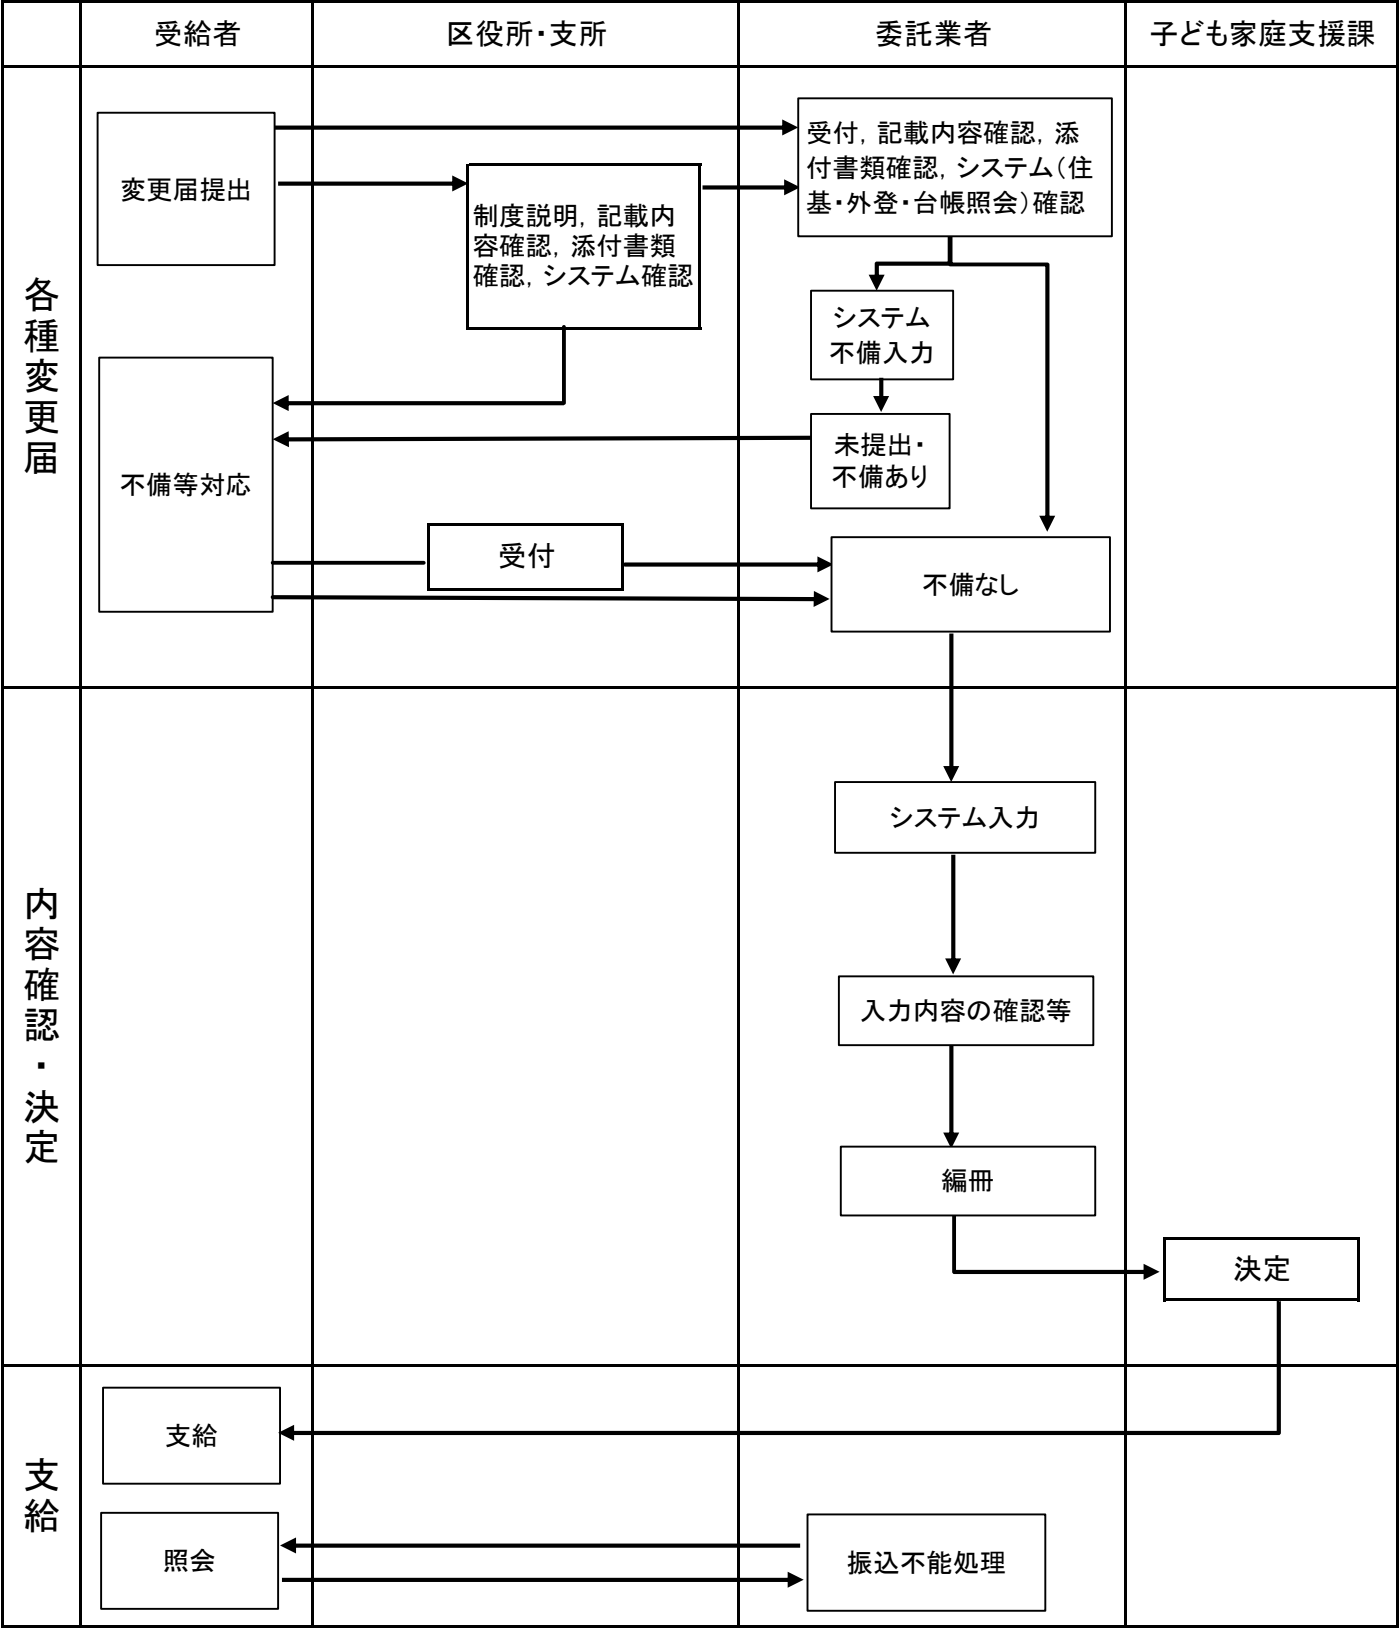 受給者
区役所・支所
委託業者
子ども家庭支援課
各種変更届
変更届提出
制度説明，記載内
容確認，添付書類
確認，システム確認
受付，記載内容確認，添
付書類確認，システム（住
基・外登・台帳照会）確認
システム
不備入力
未提出・
不備あり
不備等対応
受付
不備なし
内容確認・決定
システム入力
入力内容の確認等
編冊
決定
支給
支給
照会
振込不能処理